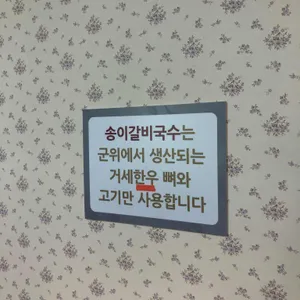 송이갈비국수는
군위에서 생산되는
거세한우 뼈와
고기만 사용합니다